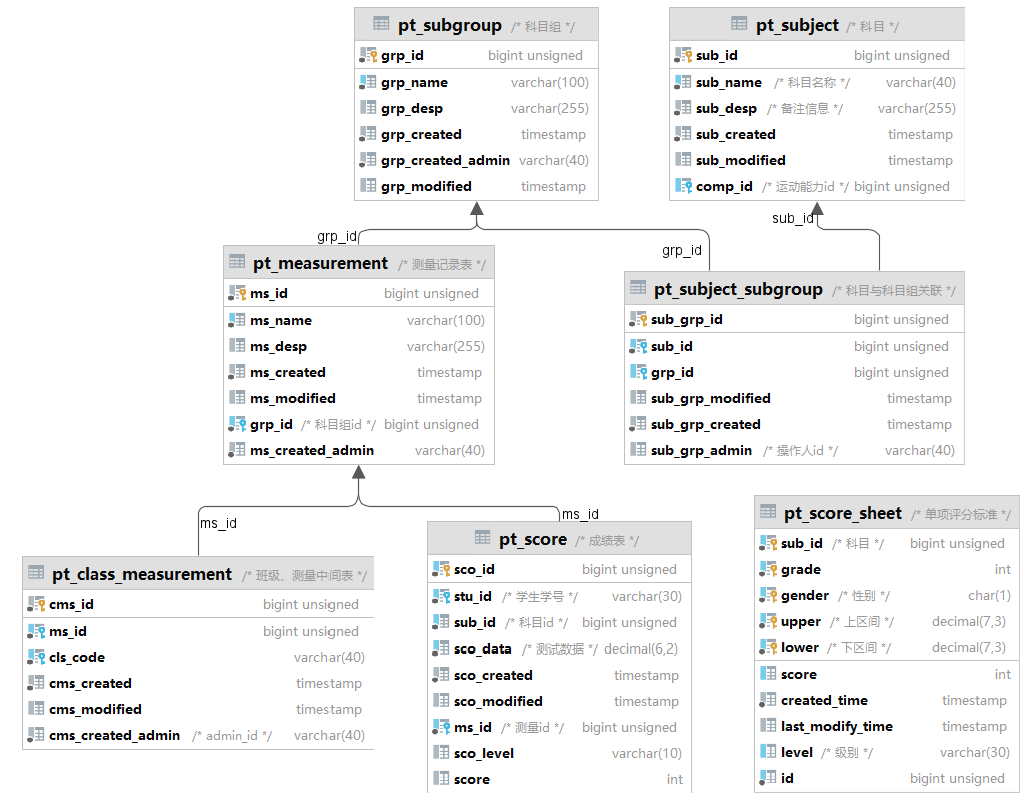 pt_subgroup /* 科目组 */
grp_id bigint unsigned
grp_name varchar(100)
grp_desp varchar(255)
grp_created timestamp
grp_created_admin varchar(40)
grp_modified timestamp
pt_subject /* 科目 */
sub_id bigint unsigned
sub_name /* 科目名称 */ varchar(40)
sub_desp /* 备注信息 */ varchar(255)
sub_created timestamp
sub_modified timestamp
comp_id /* 运动能力id */ bigint unsigned
grp_id
grp_id
sub_id
pt_measurement /* 测量记录表 */
ms_id bigint unsigned
ms_name varchar(100)
ms_desp varchar(255)
ms_created timestamp
ms_modified timestamp
grp_id /* 科目组id */ bigint unsigned
ms_created_admin varchar(40)
pt_subject_subgroup /* 科目与科目组关联 */
sub_grp_id bigint unsigned
sub_id bigint unsigned
grp_id bigint unsigned
sub_grp_modified timestamp
sub_grp_created timestamp
sub_grp_admin /* 操作人id */ varchar(40)
ms_id
ms_id
pt_class_measurement /* 班级、测量中间表 */
cms_id bigint unsigned
ms_id bigint unsigned
cls_code varchar(40)
cms_created timestamp
cms_modified timestamp
cms_created_admin /* admin_id */ varchar(40)
pt_score /* 成绩表 */
sco_id bigint unsigned
stu_id /* 学生学号 */ varchar(30)
sub_id /* 科目id */ bigint unsigned
sco_data /* 测试数据 */ decimal(6,2)
sco_created timestamp
sco_modified timestamp
ms_id /* 测量id */ bigint unsigned
sco_level varchar(10)
score int
pt_score_sheet /* 单项评分标准 */
sub_id /* 科目 */ bigint unsigned
grade int
gender /* 性别 */ char(1)
upper /* 上区间 */ decimal(7,3)
lower /* 下区间 */ decimal(7,3)
score int
created_time timestamp
last_modify_time timestamp
level /* 级别 */ varchar(30)
id bigint unsigned